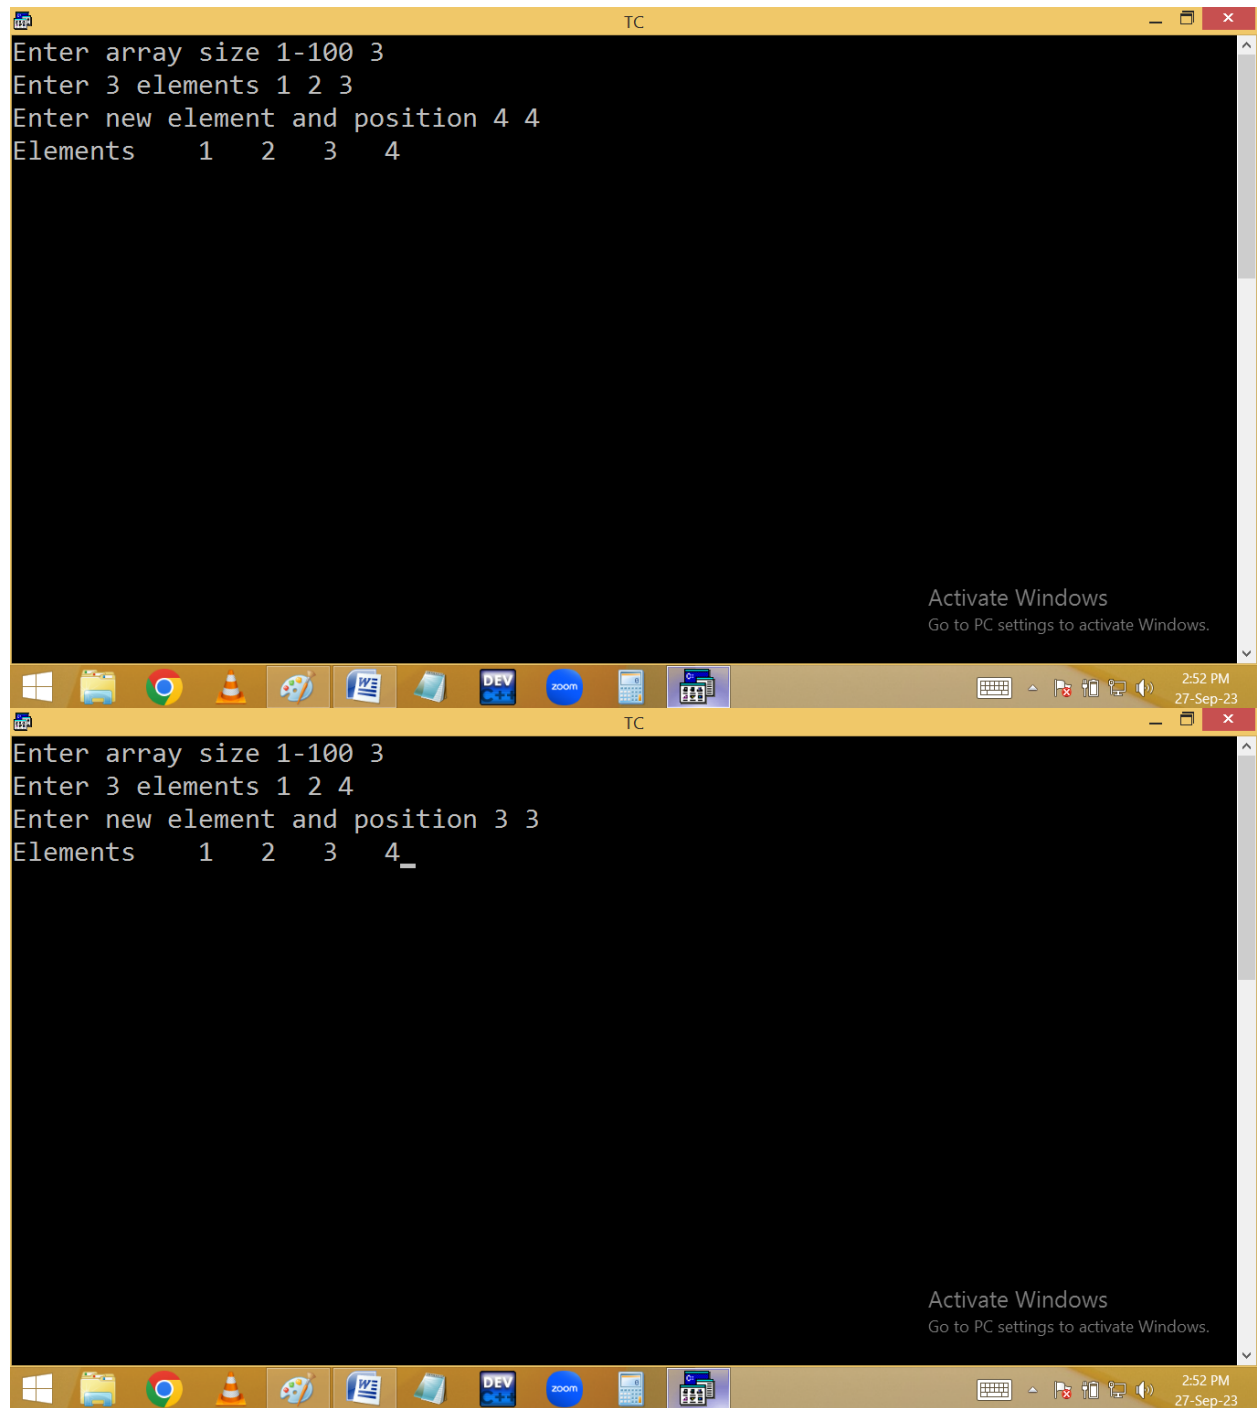 TC
Enter array size 1-100 3
Enter 3 elements 1 2 3
Enter new element and position 4 4
Elements    1   2   3   4
Activate Windows
Go to PC settings to activate Windows.
DEV
C++
zoom
2:52 PM
27-Sep-23
TC
Enter array size 1-100 3
Enter 3 elements 1 2 4
Enter new element and position 3 3
Elements    1   2   3   4_
Activate Windows
Go to PC settings to activate Windows.
DEV
C++
zoom
2:52 PM
27-Sep-23